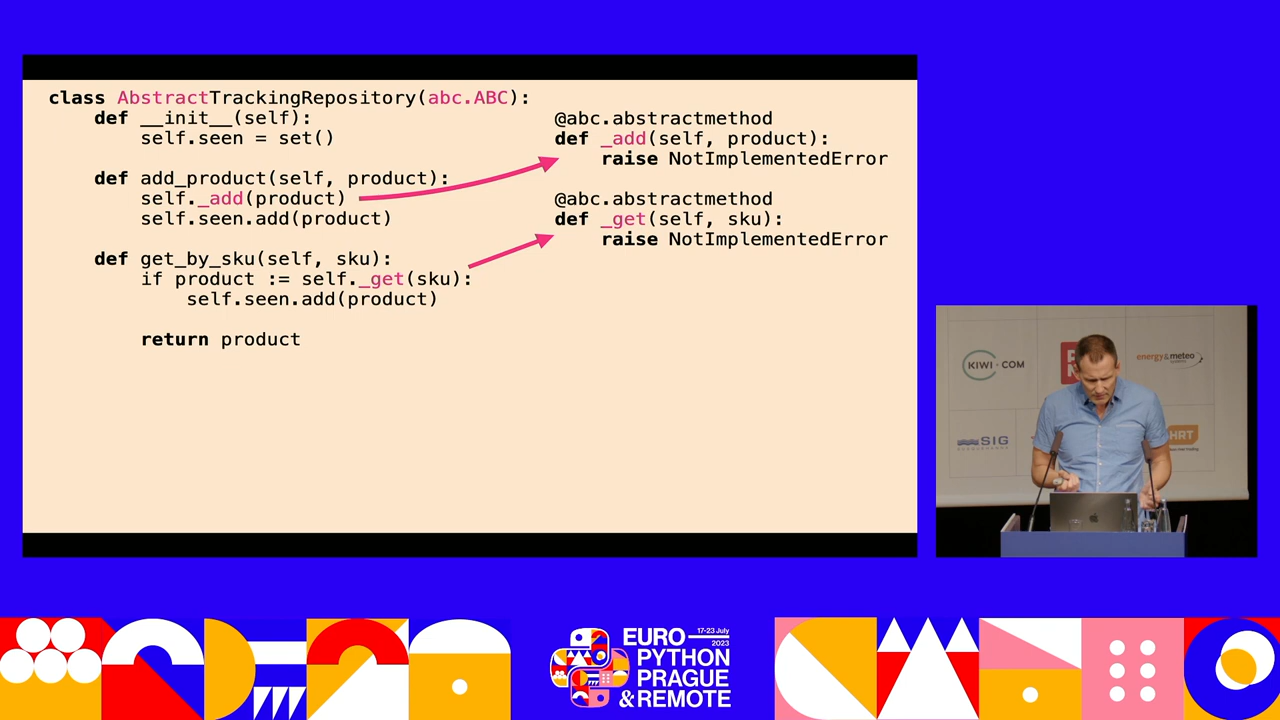 class AbstractTrackingRepository(abc.ABC):
    def __init__(self):
        self.seen = set()
    def add_product(self, product):
        self._add(product)
        self.seen.add(product)
    def get_by_sku(self, sku):
        if product := self._get(sku):
            self.seen.add(product)
        return product
@abc.abstractmethod
def _add(self, product):
    raise NotImplementedError
@abc.abstractmethod
def _get(self, sku):
    raise NotImplementedError
KIWI.COM
energy & meteo
systems
SIG
HRT
EURO 17-23 July
2023
PYTHON
PRAGUE
& REMOTE